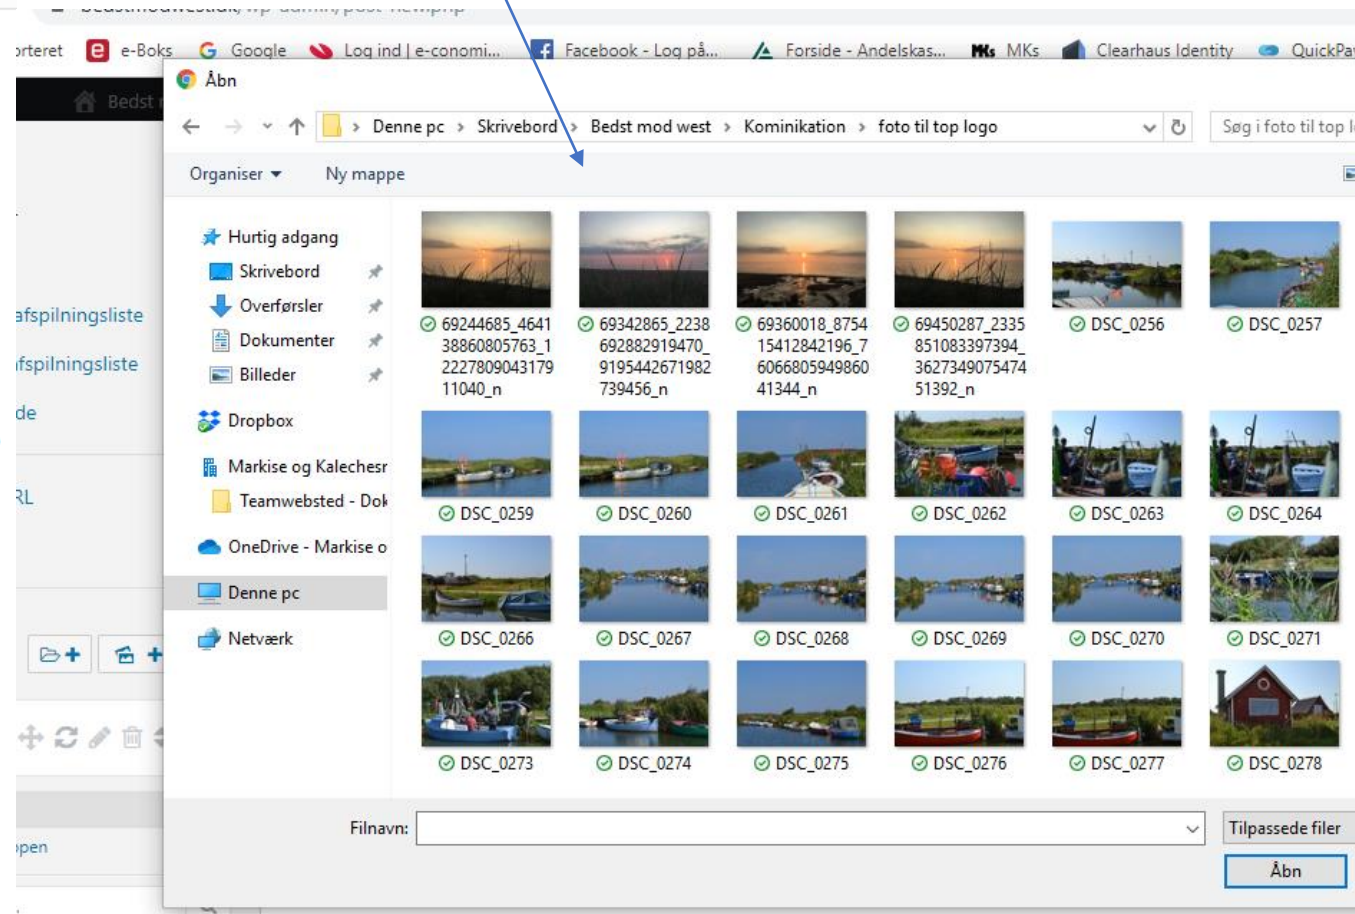 orteret e e-Boks G Google Log ind | e-conomi... f Facebook - Log på... Forside - Andelskas... MKs MKs Clearhaus Identity QuickPa
Bedst
Åbn
Denne pc > Skrivebord > Bedst mod west > Kominikation > foto til top logo
Søg i foto til top l
Organiser
Ny mappe
Hurtig adgang
Skrivebord
Overførsler
Dokumenter
Billeder
Dropbox
Markise og Kalechesr
Teamwebsted - Dok
OneDrive - Markise o
Denne pc
Netværk
afspilningsliste
fspilningsliste
de
RL
ppen
69244685_4641
38860805763_1
2227809043179
11040_n
69342865_2238
692882919470_
9195442671982
739456_n
69360018_8754
15412842196_7
6066805949860
41344_n
69450287_2335
851083397394_
3627349075474
51392_n
DSC_0256
DSC_0257
DSC_0259
DSC_0260
DSC_0261
DSC_0262
DSC_0263
DSC_0264
DSC_0266
DSC_0267
DSC_0268
DSC_0269
DSC_0270
DSC_0271
DSC_0273
DSC_0274
DSC_0275
DSC_0276
DSC_0277
DSC_0278
Filnavn:
Tilpassede filer
Åbn